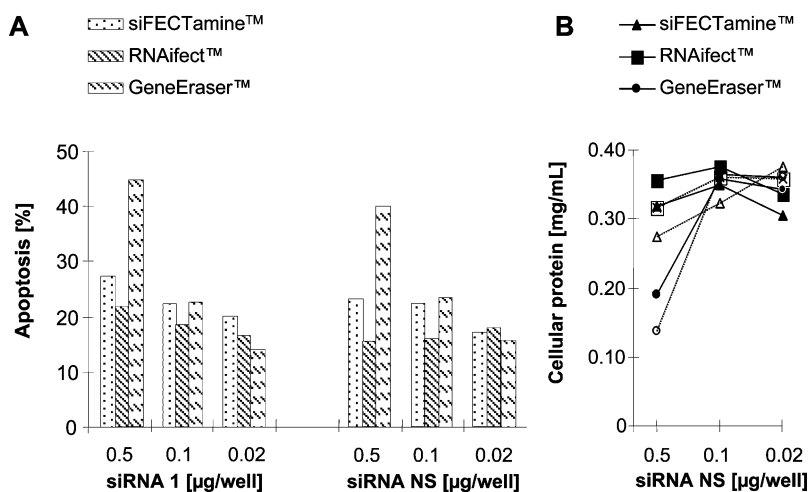 A
siFECTamine™
RNAifect™
GeneEraser™
Apoptosis [%]
50
40
30
20
10
0
0.5 0.1 0.02 0.5 0.1 0.02
siRNA 1 [µg/well] siRNA NS [µg/well]
B
siFECTamine™
RNAifect™
GeneEraser™
Cellular protein [mg/mL]
0.40
0.30
0.20
0.10
0
0.5 0.1 0.02
siRNA NS [µg/well]